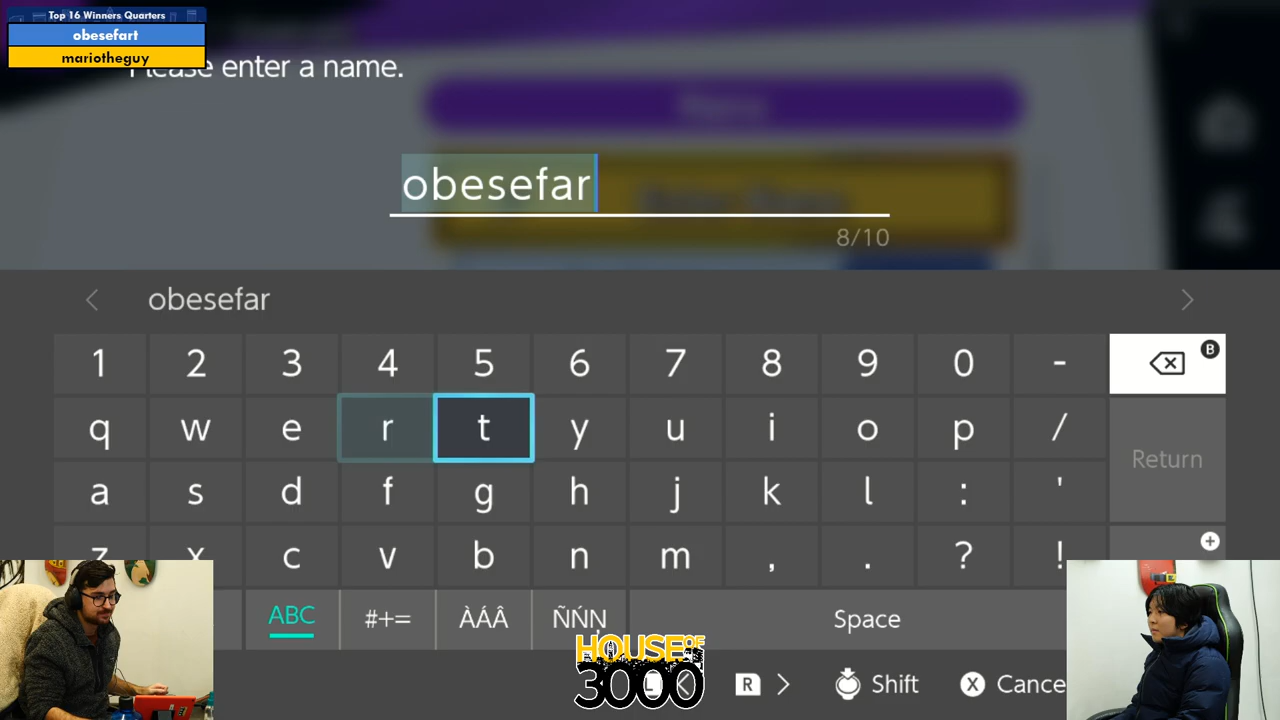 Top 16 Winners Quarters
obesefart
mariotheguy
Please enter a name.
obesefar
8/10
obesefar
1 2 3 4 5 6 7 8 9 0 - B
q w e r t y u i o p /
Return
a s d f g h j k l : '
z x c v b n m , . ? ! +
ABC #+= ÀÁÂ ÑŃŅ Space
HOUSE OF
3000
L R > Shift X Cance